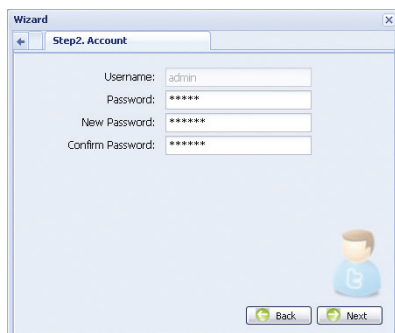 Wizard
Step2. Account
Username: admin
Password: *****
New Password: ******
Confirm Password: ******
Back Next